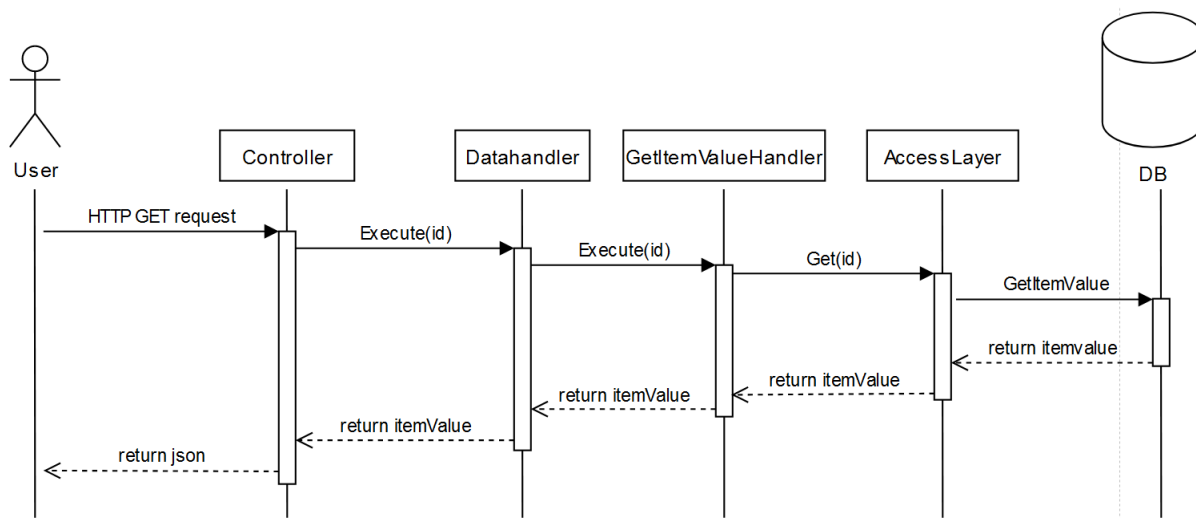 User
Controller
Datahandler
GetItemValueHandler
AccessLayer
DB
HTTP GET request
Execute(id)
Execute(id)
Get(id)
GetItemValue
return itemvalue
return itemValue
return itemValue
return itemValue
return json